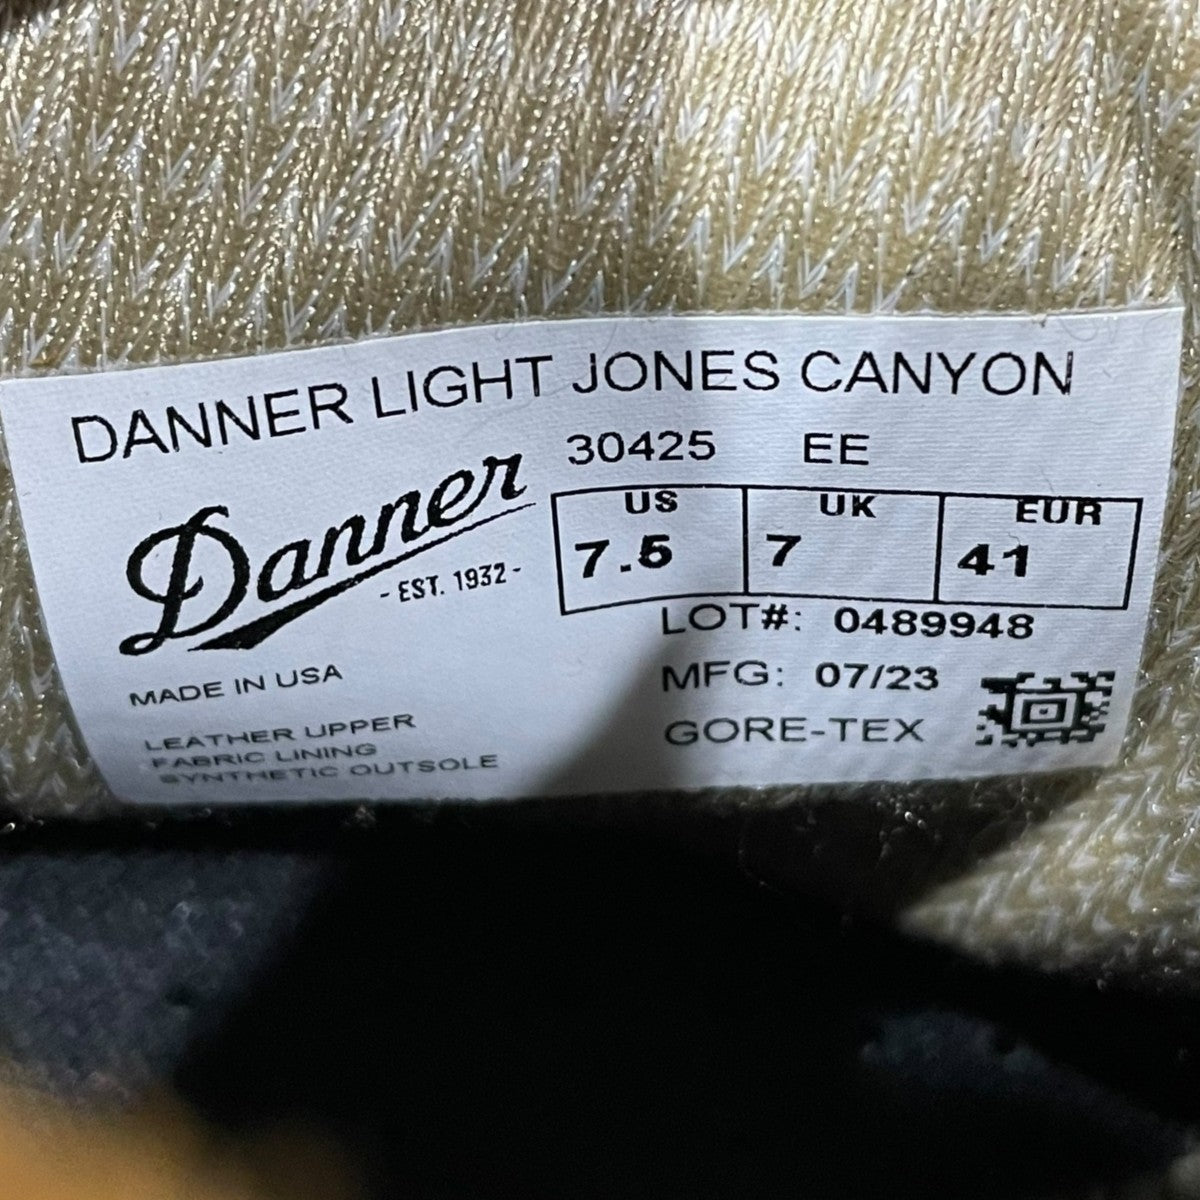 DANNER LIGHT JONES CANYON
30425 EE
Danner
- EST. 1932 -
US UK EUR
7.5 7 41
LOT#: 0489948
MFG: 07/23
GORE-TEX
MADE IN USA
LEATHER UPPER
FABRIC LINING
SYNTHETIC OUTSOLE